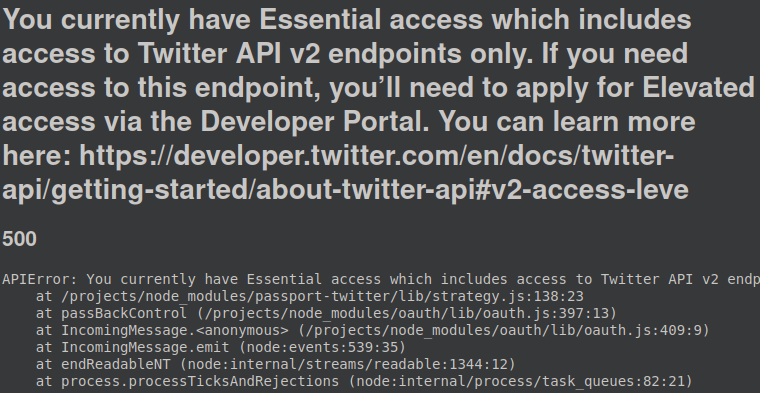 You currently have Essential access which includes
access to Twitter API v2 endpoints only. If you need
access to this endpoint, you’ll need to apply for Elevated
access via the Developer Portal. You can learn more
here: https://developer.twitter.com/en/docs/twitter-
api/getting-started/about-twitter-api#v2-access-leve
500
APIError: You currently have Essential access which includes access to Twitter API v2 endp
    at /projects/node_modules/passport-twitter/lib/strategy.js:138:23
    at passBackControl (/projects/node_modules/oauth/lib/oauth.js:397:13)
    at IncomingMessage.<anonymous> (/projects/node_modules/oauth/lib/oauth.js:409:9)
    at IncomingMessage.emit (node:events:539:35)
    at endReadableNT (node:internal/streams/readable:1344:12)
    at process.processTicksAndRejections (node:internal/process/task_queues:82:21)